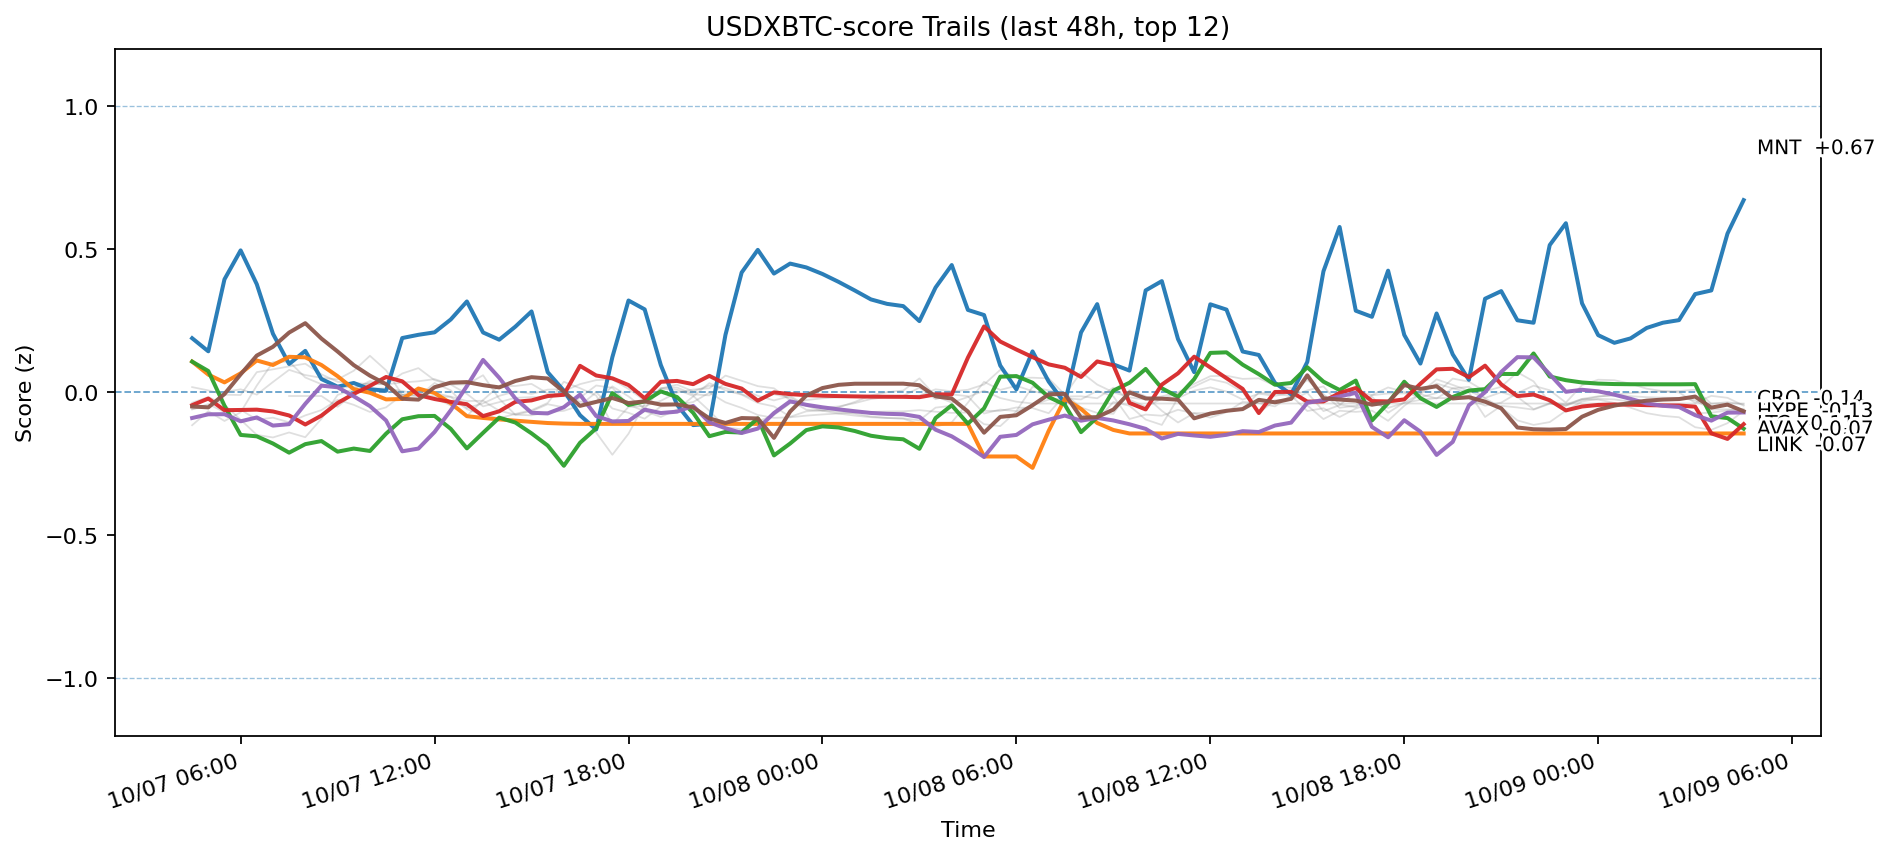 USDXBTC-score Trails (last 48h, top 12)
Score (z)
1.0
0.5
0.0
−0.5
−1.0
MNT +0.67
CRO -0.14
HYPE -0.13
AVAX -0.07
LINK -0.07
10/07 06:00
10/07 12:00
10/07 18:00
10/08 00:00
10/08 06:00
10/08 12:00
10/08 18:00
10/09 00:00
10/09 06:00
Time